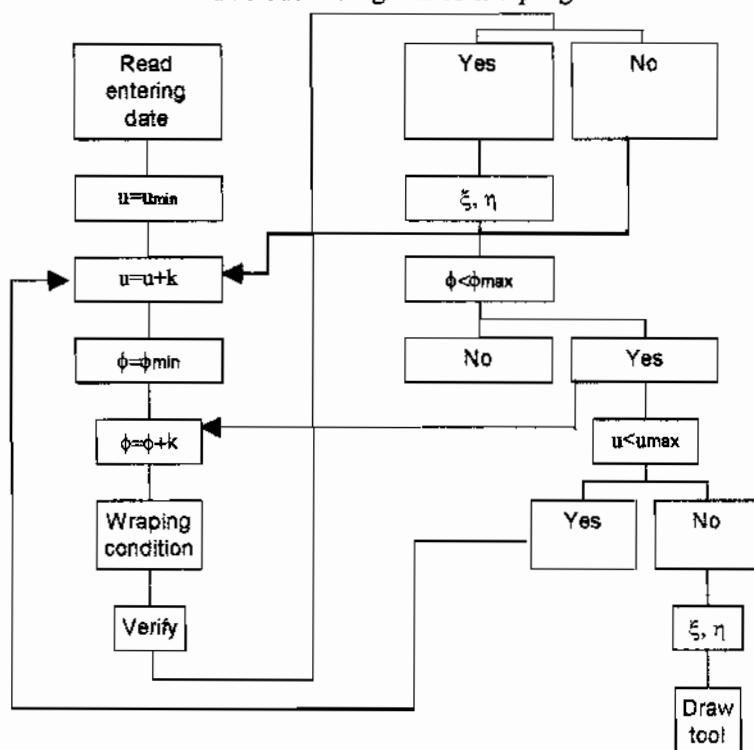 Read
entering
date
u=umin
u=u+k
ϕ=ϕmin
ϕ=ϕ+k
Wraping
condition
Verify
Yes
No
ξ, η
ϕ<ϕmax
No
Yes
u<umax
Yes
No
ξ, η
Draw
tool